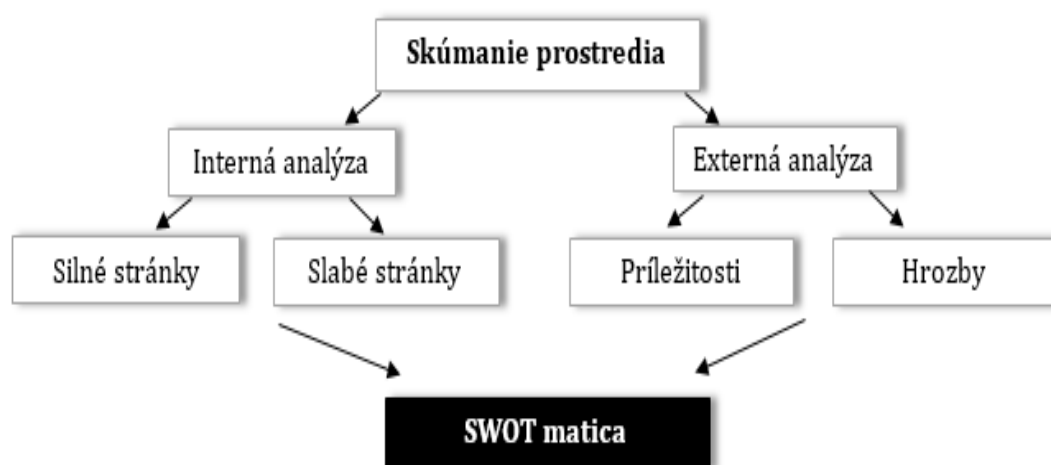 Skúmanie prostredia
Interná analýza
Externá analýza
Silné stránky
Slabé stránky
Príležitosti
Hrozby
SWOT matica